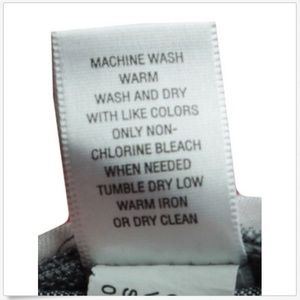 MACHINE WASH
WARM
WASH AND DRY
WITH LIKE COLORS
ONLY NON-
CHLORINE BLEACH
WHEN NEEDED
TUMBLE DRY LOW
WARM IRON
OR DRY CLEAN